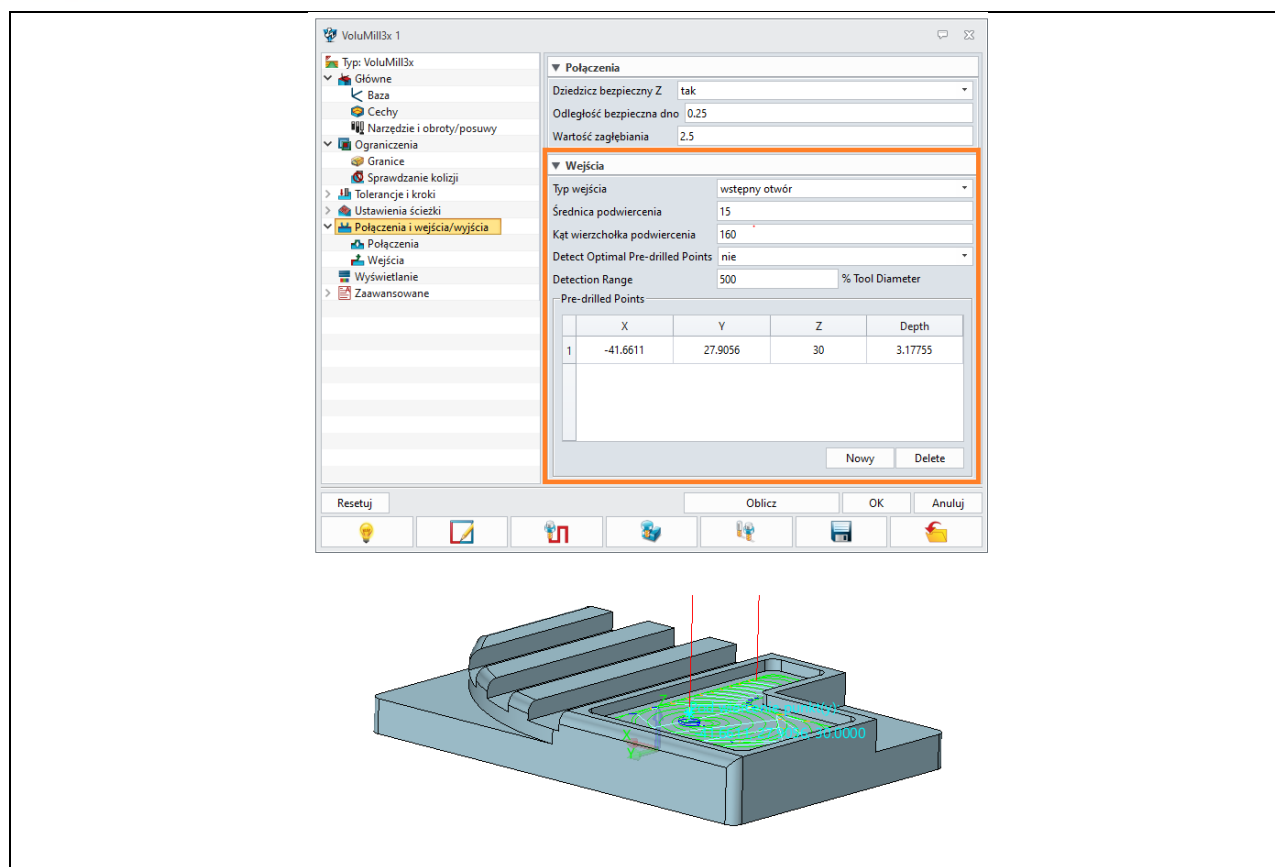 VoluMill3x 1
Typ: VoluMill3x
Główne
Baza
Cechy
Narzędzie i obroty/posuwy
Ograniczenia
Granice
Sprawdzanie kolizji
Tolerancje i kroki
Ustawienia ścieżki
Połączenia i wejścia/wyjścia
Połączenia
Wejścia
Wyświetlanie
Zaawansowane
Połączenia
Dziedzicz bezpieczny Z tak
Odległość bezpieczna dno 0.25
Wartość zagłębiania 2.5
Wejścia
Typ wejścia wstępny otwór
Średnica podwiercenia 15
Kąt wierzchołka podwiercenia 160
Detect Optimal Pre-drilled Points nie
Detection Range 500 % Tool Diameter
Pre-drilled Points
X Y Z Depth
1 -41.6611 27.9056 30 3.17755
Nowy Delete
Resetuj Oblicz OK Anuluj
Z
X
Y